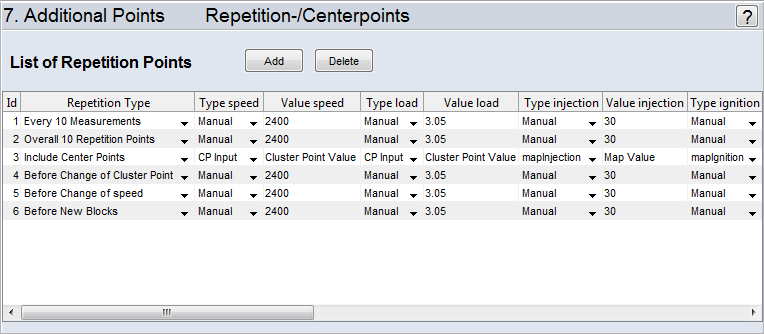 7. Additional Points Repetition-/Centerpoints ?
List of Repetition Points Add Delete
Id Repetition Type Type speed Value speed Type load Value load Type injection Value injection Type ignition
1 Every 10 Measurements Manual 2400 Manual 3.05 Manual 30 Manual
2 Overall 10 Repetition Points Manual 2400 Manual 3.05 Manual 30 Manual
3 Include Center Points CP Input Cluster Point Value CP Input Cluster Point Value mapInjection Map Value mapIgnition
4 Before Change of Cluster Point Manual 2400 Manual 3.05 Manual 30 Manual
5 Before Change of speed Manual 2400 Manual 3.05 Manual 30 Manual
6 Before New Blocks Manual 2400 Manual 3.05 Manual 30 Manual